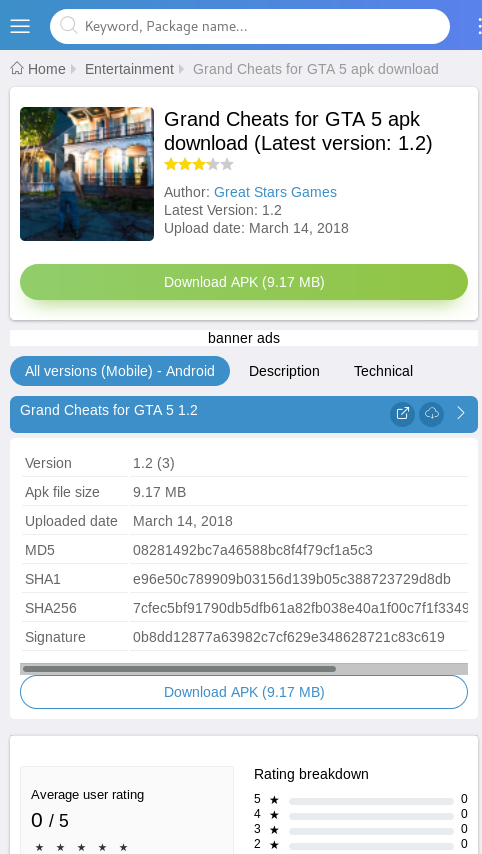 Keyword, Package name...
Home Entertainment Grand Cheats for GTA 5 apk download
Grand Cheats for GTA 5 apk
download (Latest version: 1.2)
Author: Great Stars Games
Latest Version: 1.2
Upload date: March 14, 2018
Download APK (9.17 MB)
banner ads
All versions (Mobile) - Android Description Technical
Grand Cheats for GTA 5 1.2
Version 1.2 (3)
Apk file size 9.17 MB
Uploaded date March 14, 2018
MD5 08281492bc7a46588bc8f4f79cf1a5c3
SHA1 e96e50c789909b03156d139b05c388723729d8db
SHA256 7cfec5bf91790db5dfb61a82fb038e40a1f00c7f1f3349
Signature 0b8dd12877a63982c7cf629e348628721c83c619
Download APK (9.17 MB)
Average user rating
0 / 5
Rating breakdown
5 ★ 0
4 ★ 0
3 ★ 0
2 ★ 0